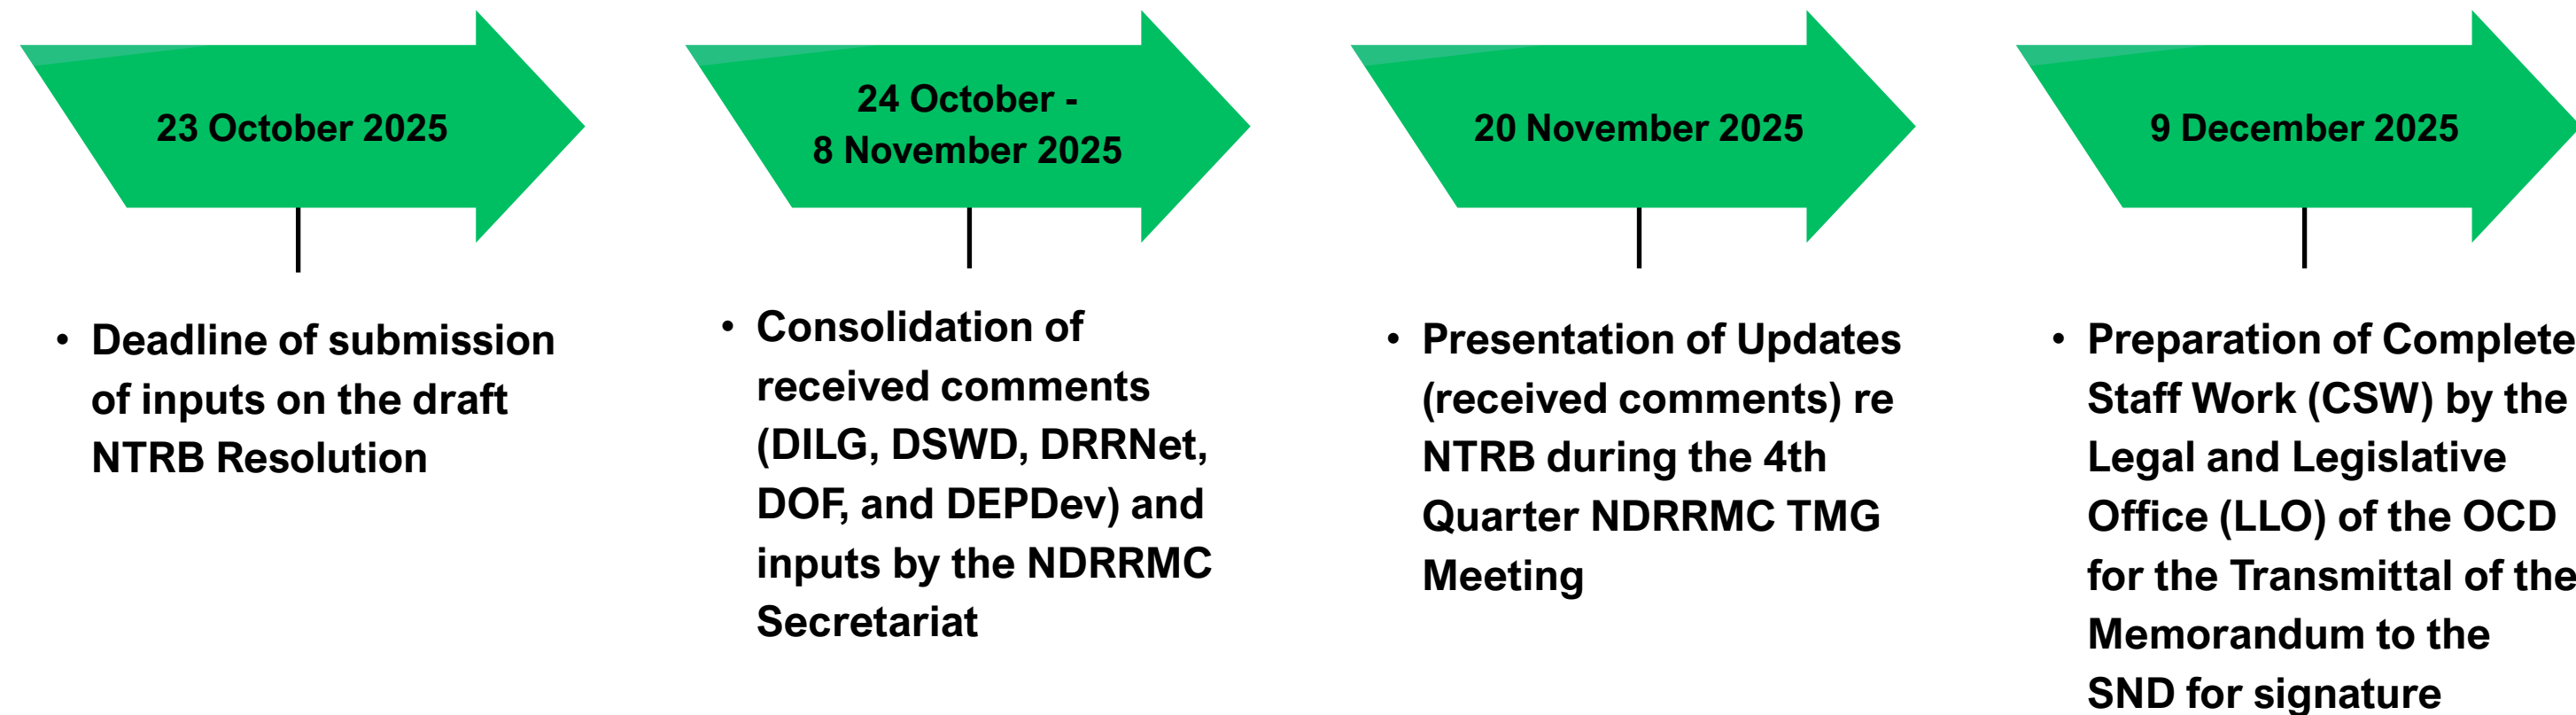 23 October 2025
• Deadline of submission
of inputs on the draft
NTRB Resolution
24 October -
8 November 2025
• Consolidation of
received comments
(DILG, DSWD, DRRNet,
DOF, and DEPDev) and
inputs by the NDRRMC
Secretariat
20 November 2025
• Presentation of Updates
(received comments) re
NTRB during the 4th
Quarter NDRRMC TMG
Meeting
9 December 2025
• Preparation of Complete
Staff Work (CSW) by the
Legal and Legislative
Office (LLO) of the OCD
for the Transmittal of the
Memorandum to the
SND for signature